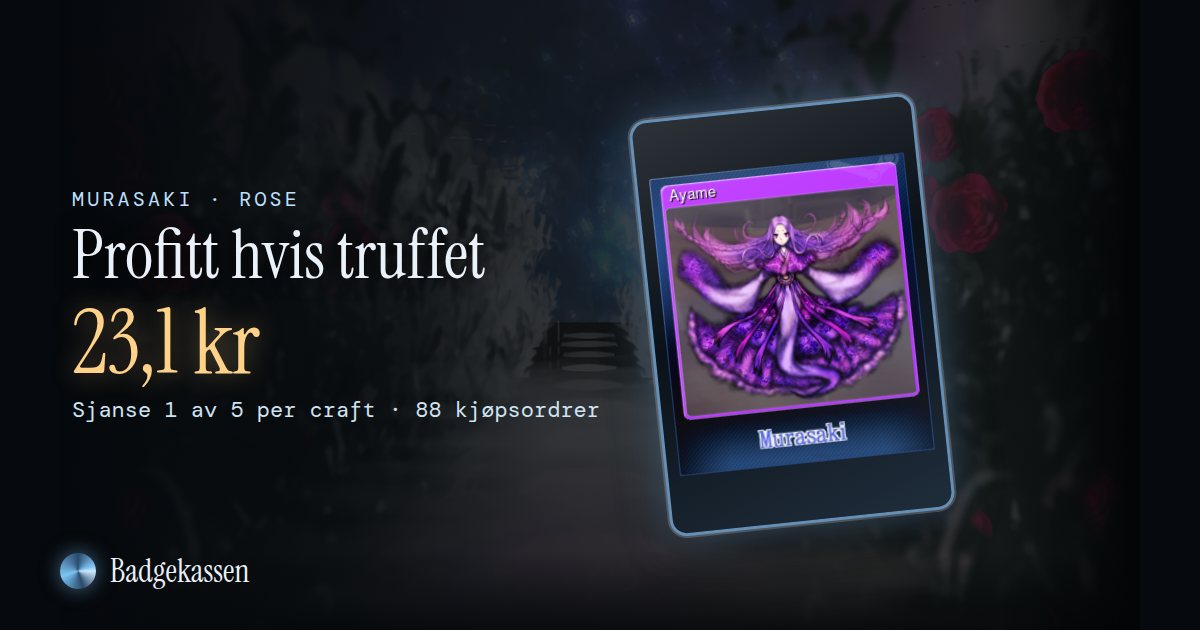 MURASAKI · ROSE
Profitt hvis truffet
23,1 kr
Sjanse 1 av 5 per craft · 88 kjøpsordrer
Ayame
Murasaki
Badgekassen